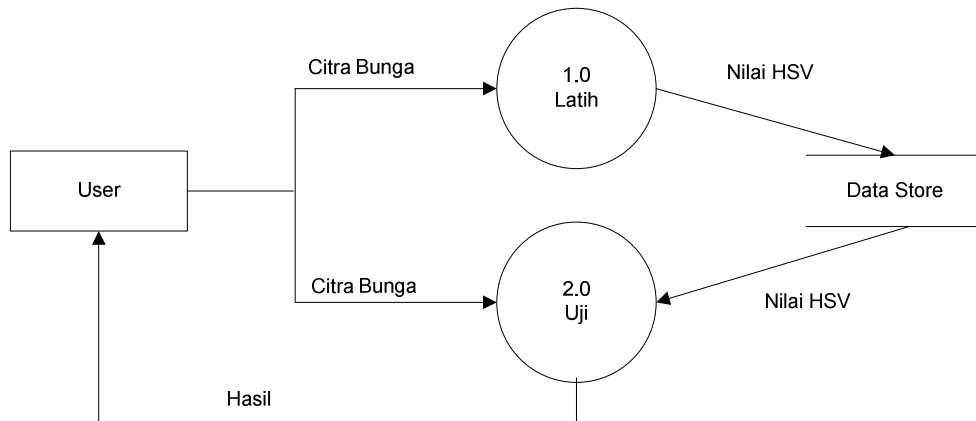 Citra Bunga
1.0
Latih
Nilai HSV
User
Data Store
Citra Bunga
2.0
Uji
Nilai HSV
Hasil